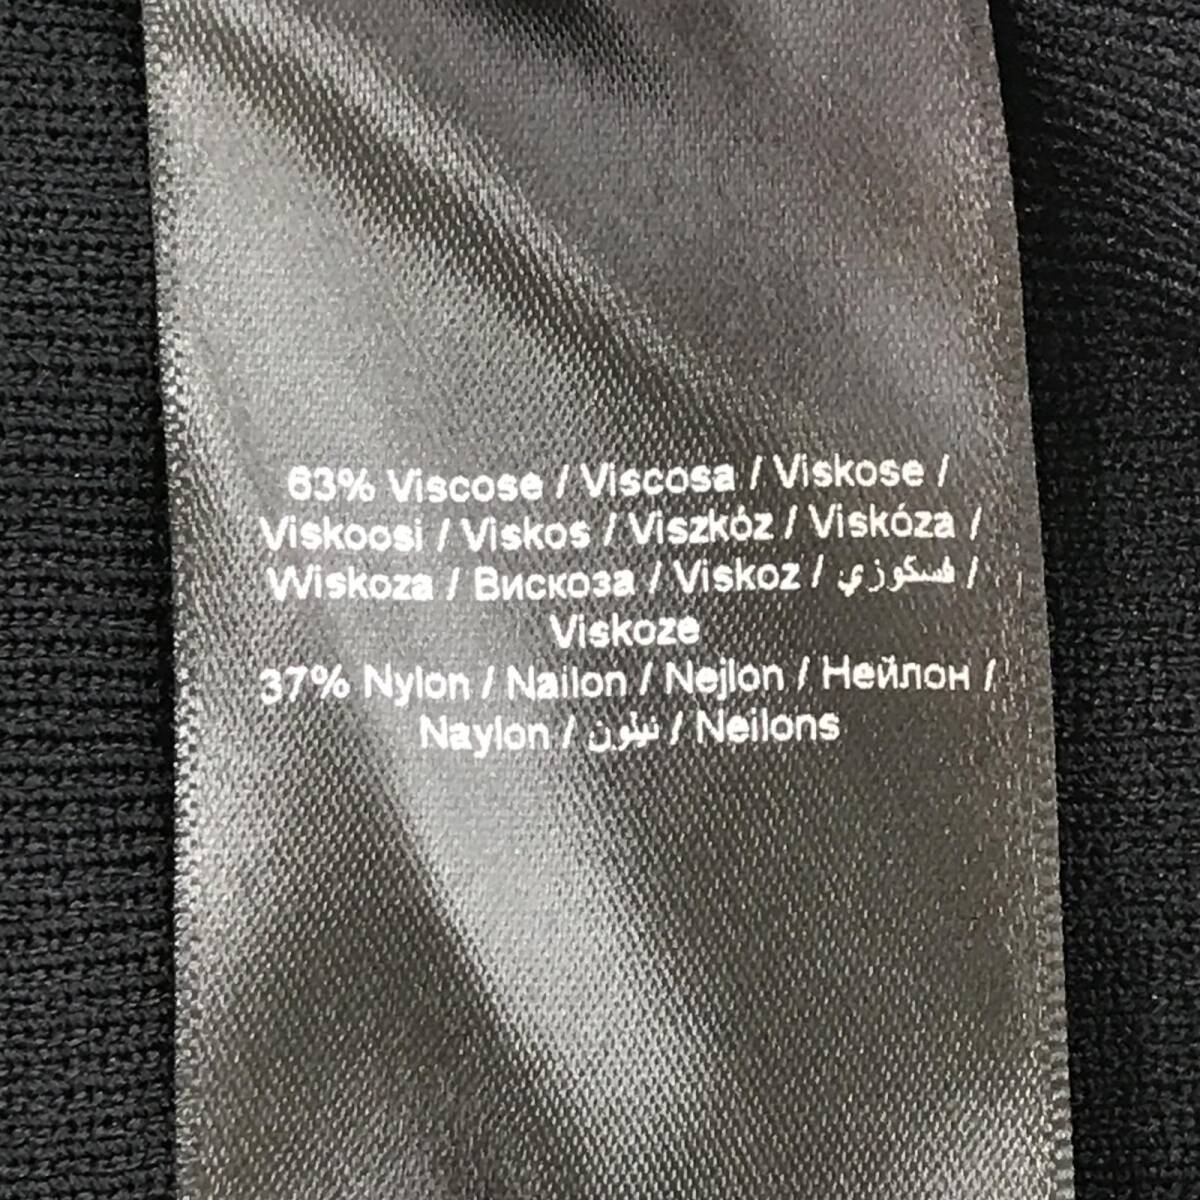 63% Viscose / Viscosa / Viskose /
Viskoosi / Viskos / Viszkóz / Viskóza /
Wiskoza / Вискоза / Viskoz / فسكوزي /
Viskoze
37% Nylon / Nailon / Nejlon / Нейлон /
Naylon / نيلون / Neilons